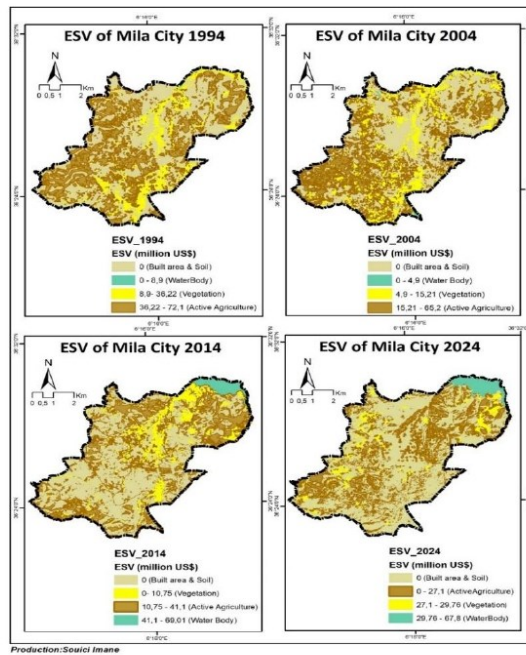 ESV of Mila City 1994
N
0 0,5 1 2
Km
ESV_1994
ESV (million US$)
0 (Built area & Soil)
0 - 8,9 (WaterBody)
8,9- 36,22 (Vegetation)
36,22 - 72,1 (Active Agriculture)
ESV of Mila City 2004
N
0 0,5 1 2
Km
ESV_2004
ESV (million US$)
0 (Built area & Soil)
0 - 4,9 (WaterBody)
4,9 - 15,21 (Vegetation)
15,21 - 65,2 (Active Agriculture)
ESV of Mila City 2014
N
0 0,5 1 2
Km
ESV_2014
ESV (million US$)
0 (Built area & Soil)
0- 10,75 (Vegetation)
10,75 - 41,1 (Active Agriculture)
41,1 - 69,01 (Water Body)
ESV of Mila City 2024
N
0 0,5 1 2
Km
ESV_2024
ESV (million US$)
0 (Built area & Soil)
0 - 27,1 (ActiveAgriculture)
27,1 - 29,76 (Vegetation)
29,76 - 67,8 (Water Body)
Production:Souici Imane